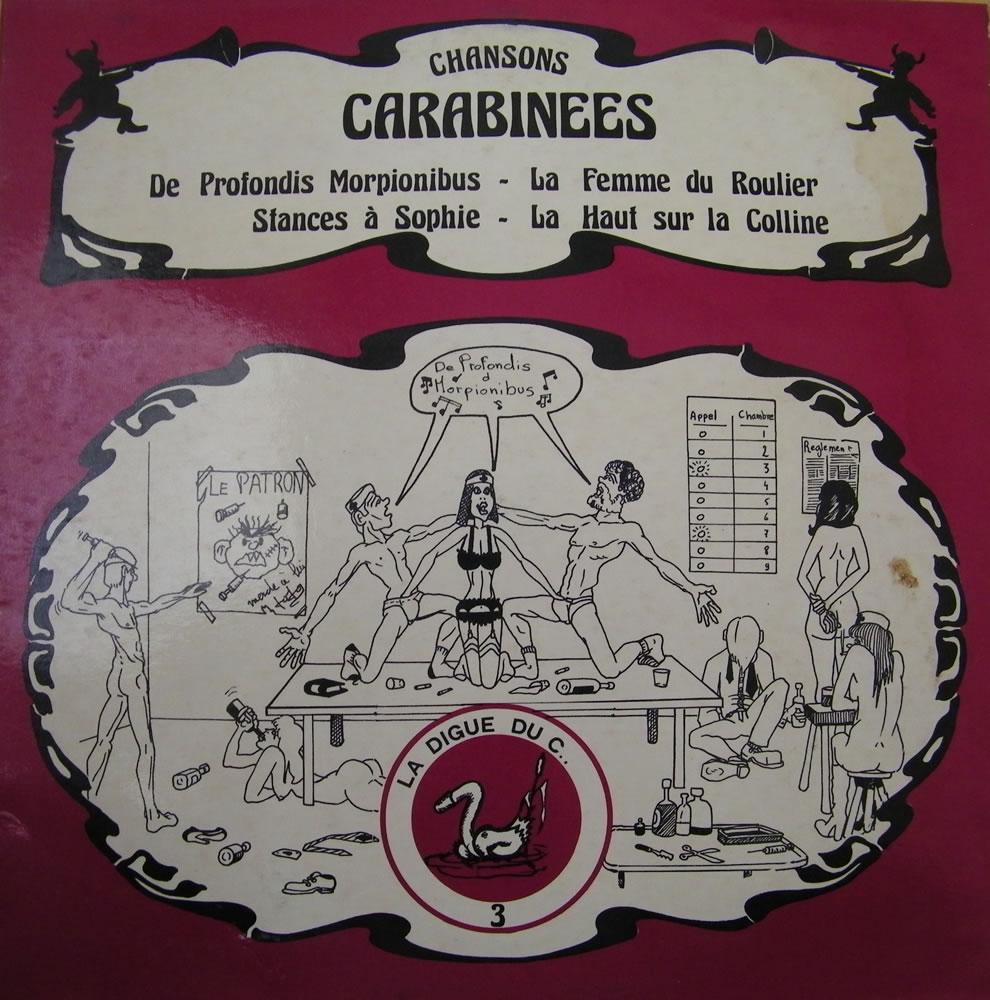 CHANSONS
CARABINEES
De Profondis Morpionibus - La Femme du Roulier
Stances à Sophie - La Haut sur la Colline
De Profondis
Morpionibus
Appel Chambre
1
2
3
4
5
6
7
8
9
Reglement
LE PATRON
LA DIGUE DU C...
3